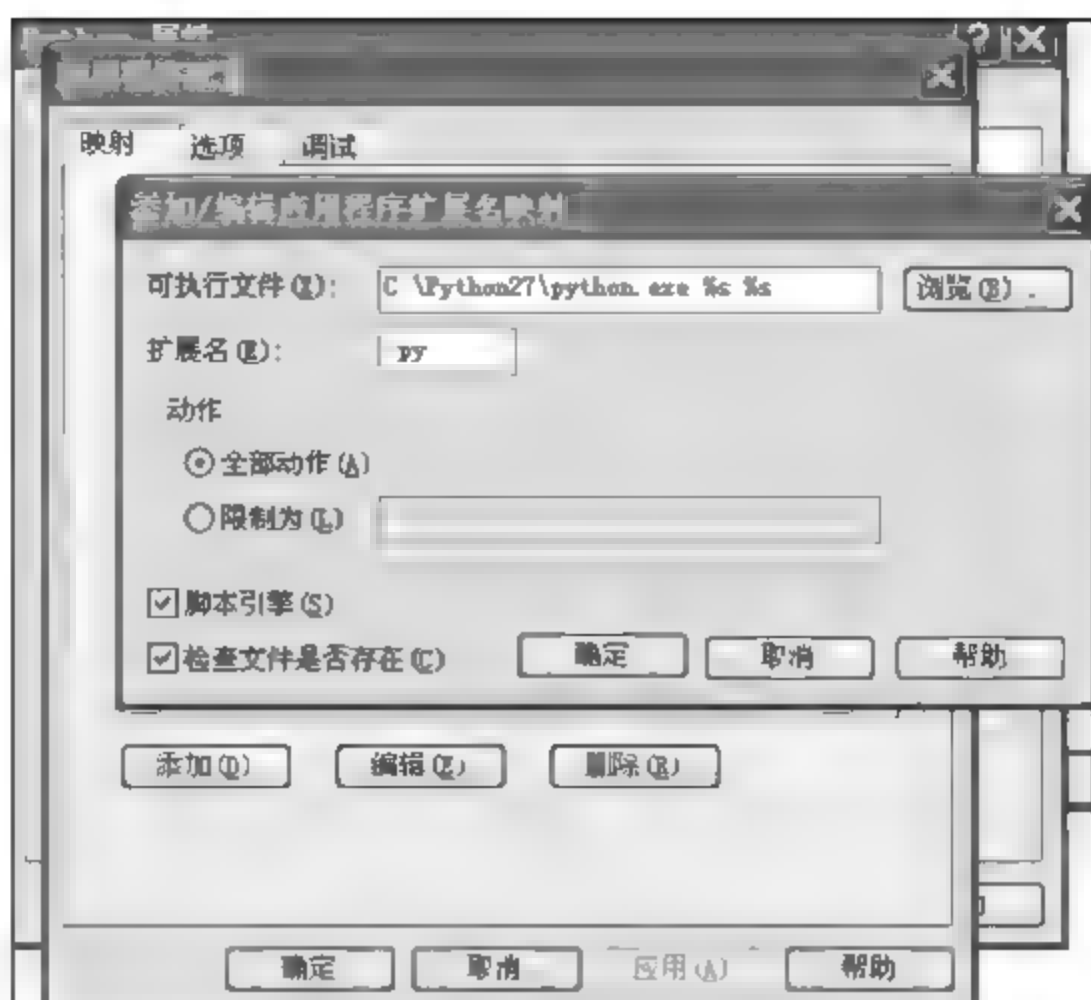 属性
映射 选项 调试
添加/编辑应用程序扩展名映射
可执行文件(X): C \Python27\python.exe %s %s 浏览(B) .
扩展名(E): py
动作
全部动作(A)
限制为(L)
脚本引擎(S)
检查文件是否存在(C)
确定 取消 帮助
添加(D) 编辑(E) 删除(R)
确定 取消 应用(A) 帮助